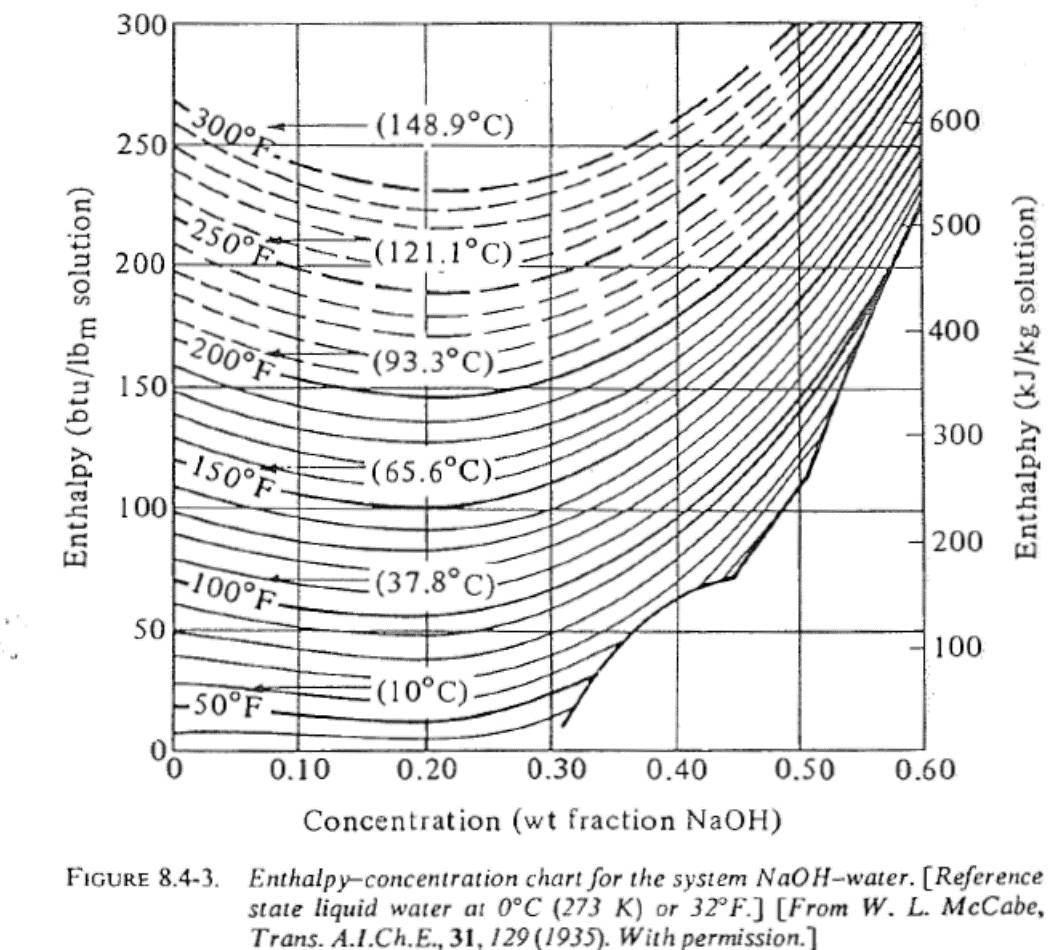 300
250
200
150
100
50
0
Enthalpy (btu/lbm solution)
300°F
(148.9°C)
250°F
(121.1°C)
200°F
(93.3°C)
150°F
(65.6°C)
100°F
(37.8°C)
50°F
(10°C)
600
500
400
300
200
100
Enthalphy (kJ/kg solution)
0 0.10 0.20 0.30 0.40 0.50 0.60
Concentration (wt fraction NaOH)
FIGURE 8.4-3. Enthalpy–concentration chart for the system NaOH–water. [Reference
state liquid water at 0°C (273 K) or 32°F.] [From W. L. McCabe,
Trans. A.I.Ch.E., 31, 129 (1935). With permission.]